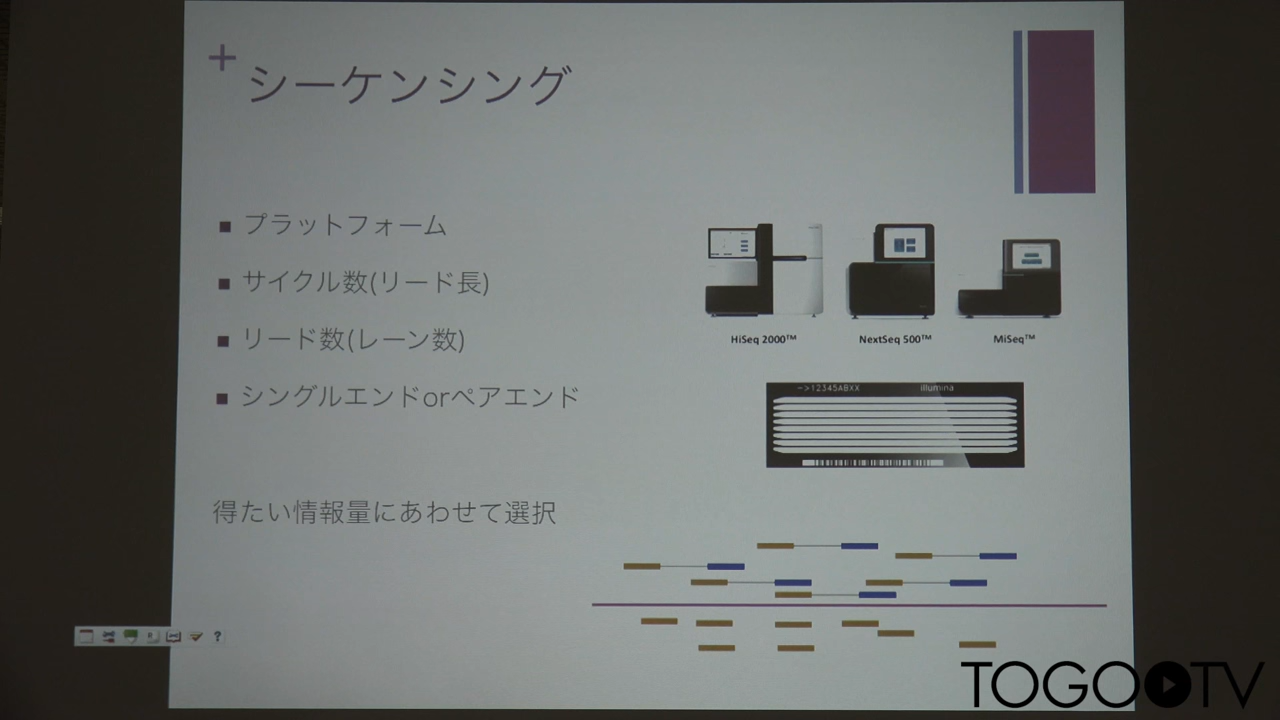 +
シーケンシング
■ プラットフォーム
■ サイクル数(リード長)
■ リード数(レーン数)
■ シングルエンドorペアエンド
得たい情報量にあわせて選択
HiSeq 2000™
NextSeq 500™
MiSeq™
->12345ABXX
illumina
?
TOGOTV